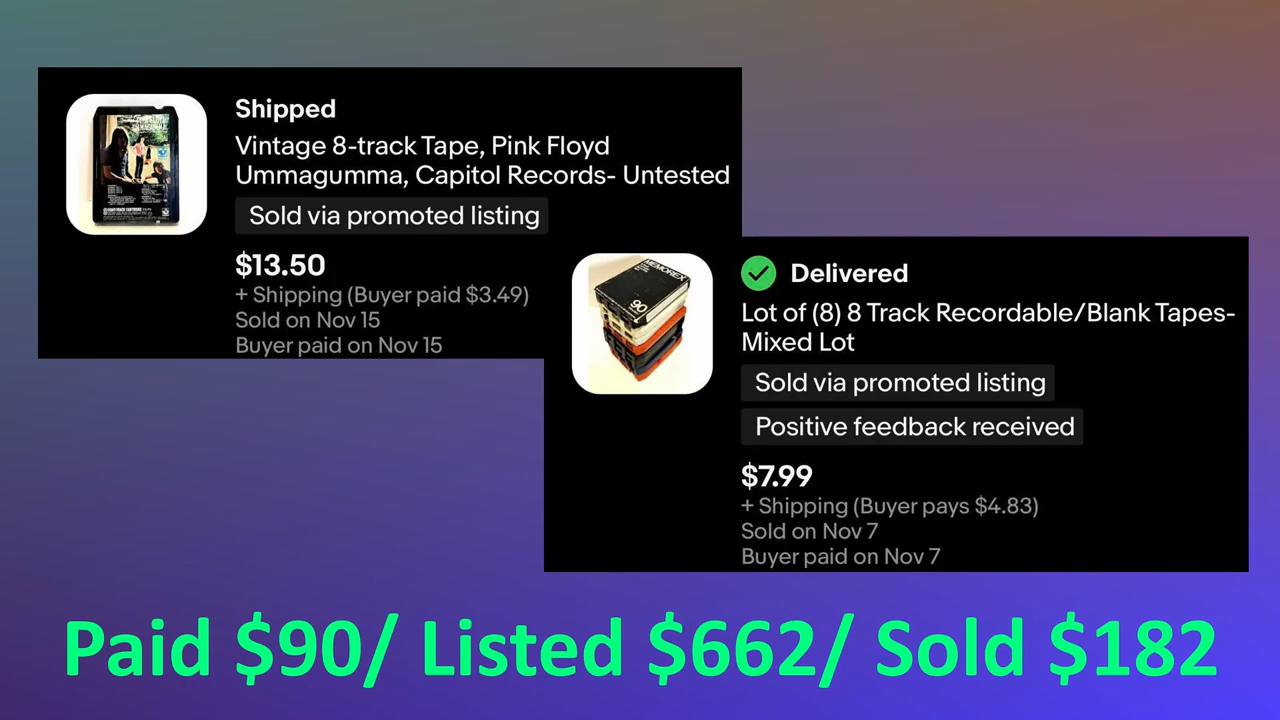 Shipped
Vintage 8-track Tape, Pink Floyd
Ummagumma, Capitol Records- Untested
Sold via promoted listing
$13.50
+ Shipping (Buyer paid $3.49)
Sold on Nov 15
Buyer paid on Nov 15
MEMOREX
90
Delivered
Lot of (8) 8 Track Recordable/Blank Tapes-
Mixed Lot
Sold via promoted listing
Positive feedback received
$7.99
+ Shipping (Buyer pays $4.83)
Sold on Nov 7
Buyer paid on Nov 7
Paid $90/ Listed $662/ Sold $182